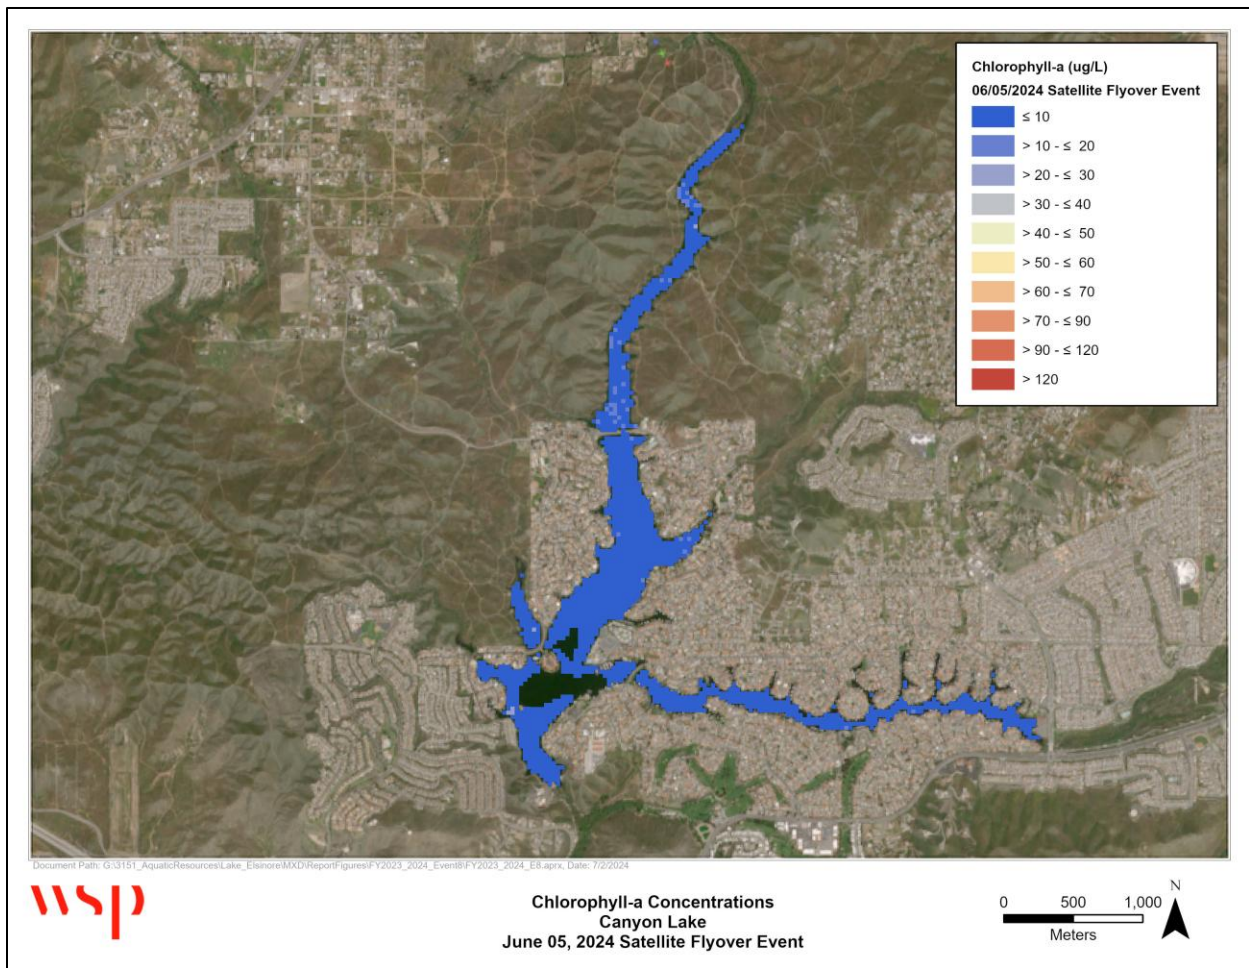 Chlorophyll-a (ug/L)
06/05/2024 Satellite Flyover Event
≤ 10
> 10 - ≤ 20
> 20 - ≤ 30
> 30 - ≤ 40
> 40 - ≤ 50
> 50 - ≤ 60
> 60 - ≤ 70
> 70 - ≤ 90
> 90 - ≤ 120
> 120
Document Path: G:\3151_AquaticResources\Lake_Elsinore\MXD\ReportFigures\FY2023_2024_Event8\FY2023_2024_E8.aprx, Date: 7/2/2024
wsp
Chlorophyll-a Concentrations
Canyon Lake
June 05, 2024 Satellite Flyover Event
N
0 500 1,000
Meters